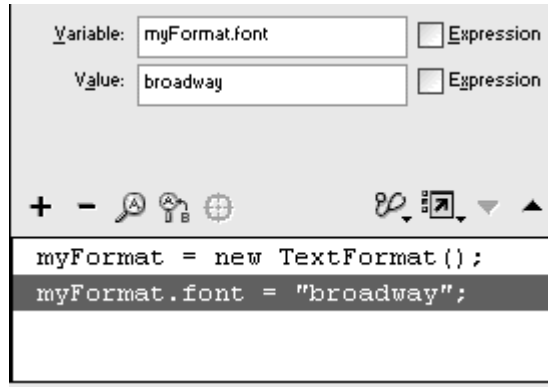 Variable: myFormat.font Expression
Value: broadway Expression
myFormat = new TextFormat();
myFormat.font = "broadway";